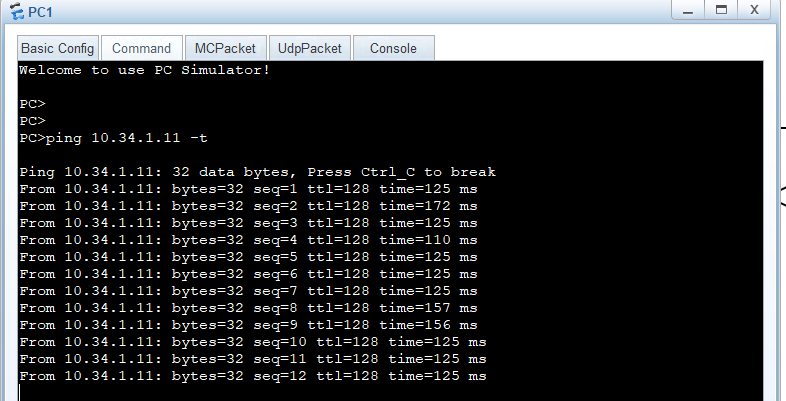 PC1
Basic Config Command MCPacket UdpPacket Console
Welcome to use PC Simulator!
PC>
PC>
PC>ping 10.34.1.11 -t
Ping 10.34.1.11: 32 data bytes, Press Ctrl_C to break
From 10.34.1.11: bytes=32 seq=1 ttl=128 time=125 ms
From 10.34.1.11: bytes=32 seq=2 ttl=128 time=172 ms
From 10.34.1.11: bytes=32 seq=3 ttl=128 time=125 ms
From 10.34.1.11: bytes=32 seq=4 ttl=128 time=110 ms
From 10.34.1.11: bytes=32 seq=5 ttl=128 time=125 ms
From 10.34.1.11: bytes=32 seq=6 ttl=128 time=125 ms
From 10.34.1.11: bytes=32 seq=7 ttl=128 time=125 ms
From 10.34.1.11: bytes=32 seq=8 ttl=128 time=157 ms
From 10.34.1.11: bytes=32 seq=9 ttl=128 time=156 ms
From 10.34.1.11: bytes=32 seq=10 ttl=128 time=125 ms
From 10.34.1.11: bytes=32 seq=11 ttl=128 time=125 ms
From 10.34.1.11: bytes=32 seq=12 ttl=128 time=125 ms